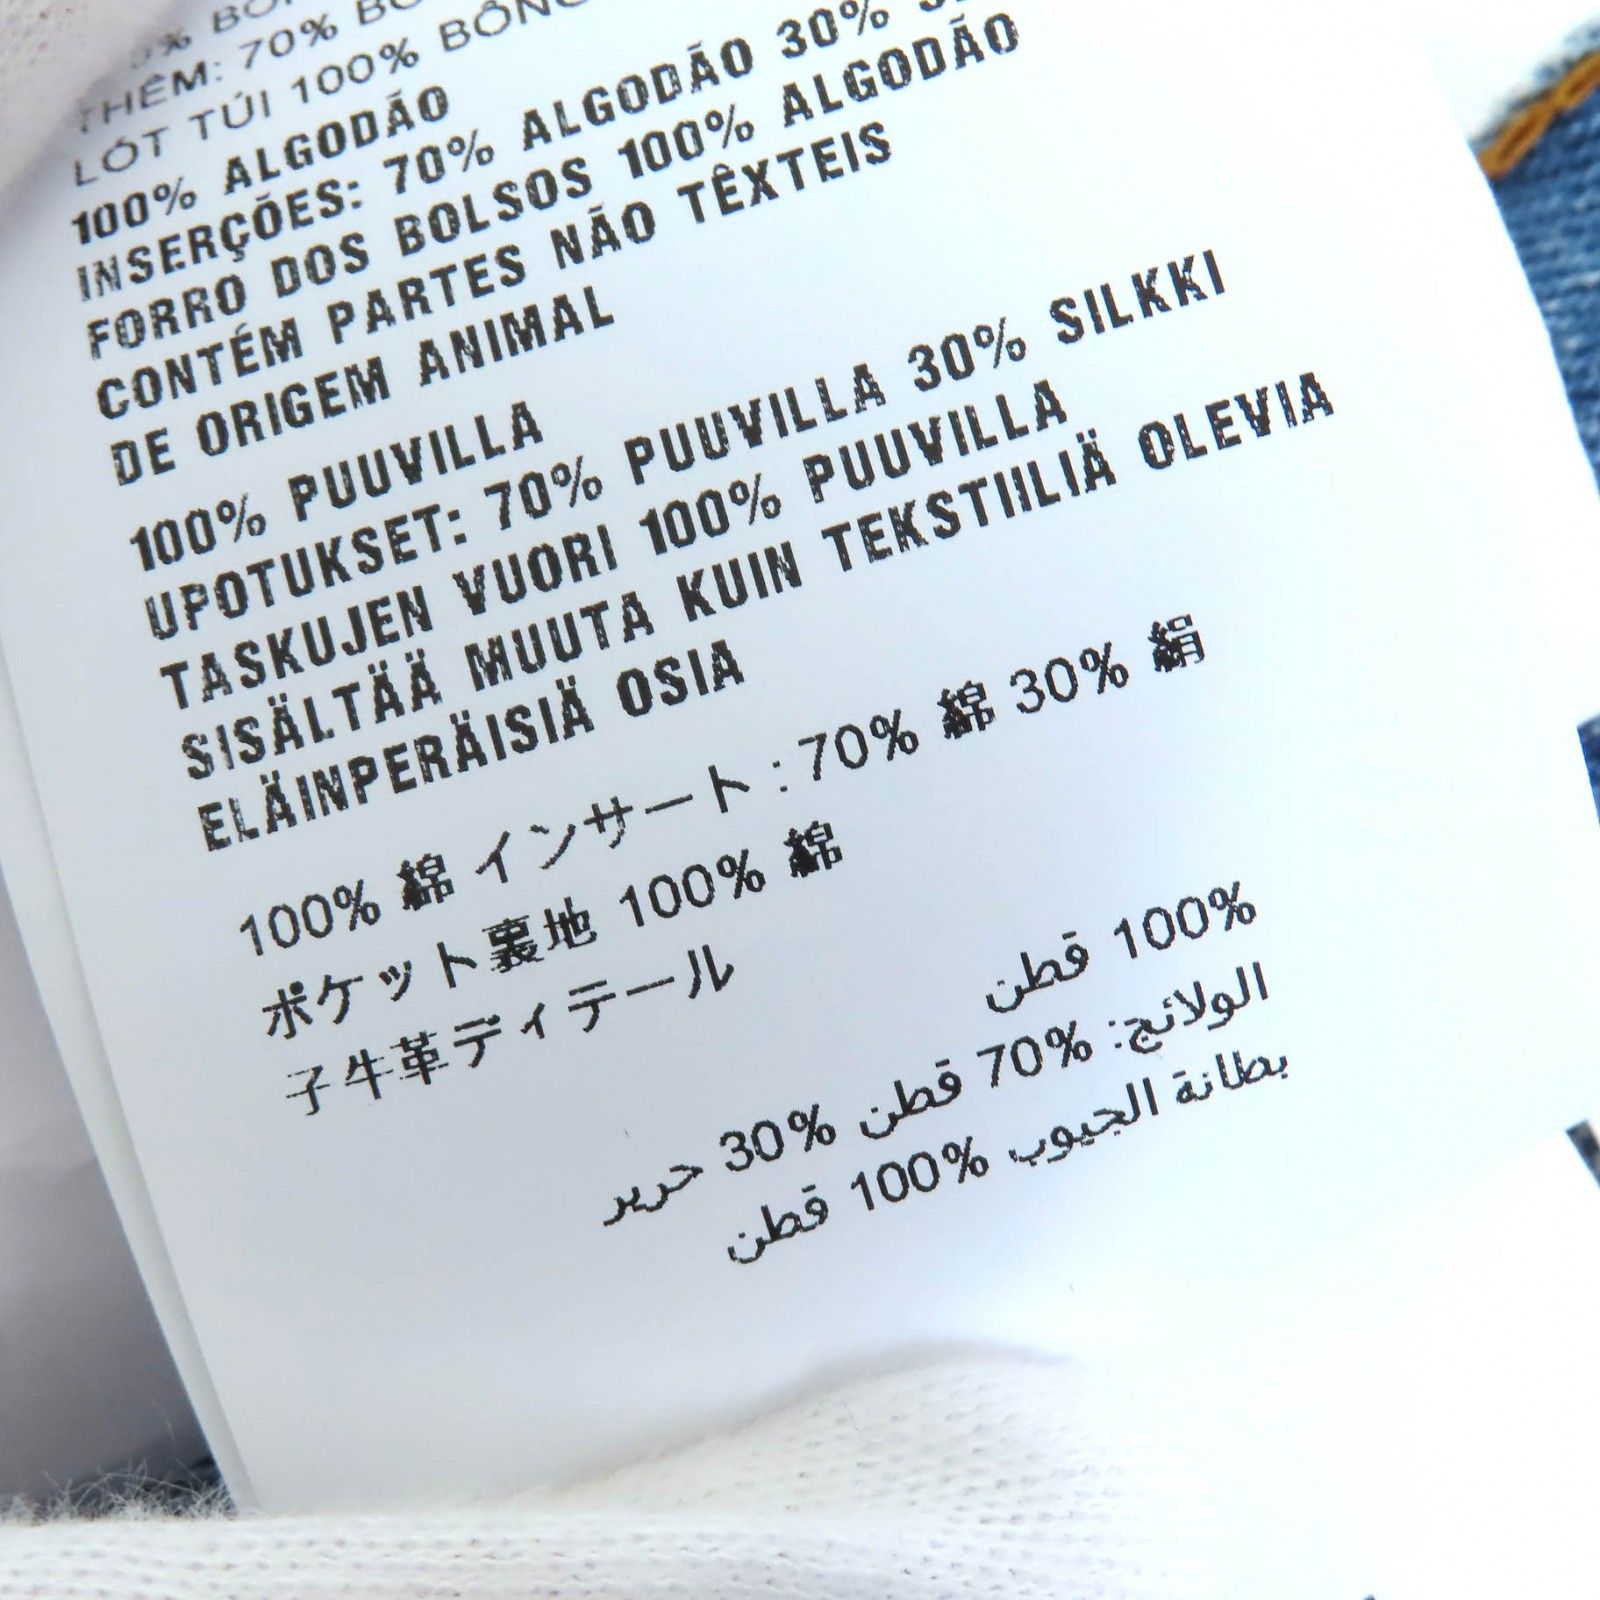 THÊM: 70%
LÓT TÚI 100% BÔNG
100% ALGODÃO
INSERÇÕES: 70% ALGODÃO 30%
FORRO DOS BOLSOS 100% ALGODÃO
CONTÉM PARTES NÃO TÊXTEIS
DE ORIGEM ANIMAL
100% PUUVILLA
UPOTUKSET: 70% PUUVILLA 30% SILKKI
TASKUJEN VUORI 100% PUUVILLA
SISÄLTÄÄ MUUTA KUIN TEKSTIILIÄ OLEVIA
ELÄINPERÄISIÄ OSIA
100% 綿 インサート : 70% 綿 30% 絹
ポケット裏地 100% 綿
子牛革ディテール
100% قطن
الولائج: 70% قطن 30% حرير
بطانة الجيوب 100% قطن